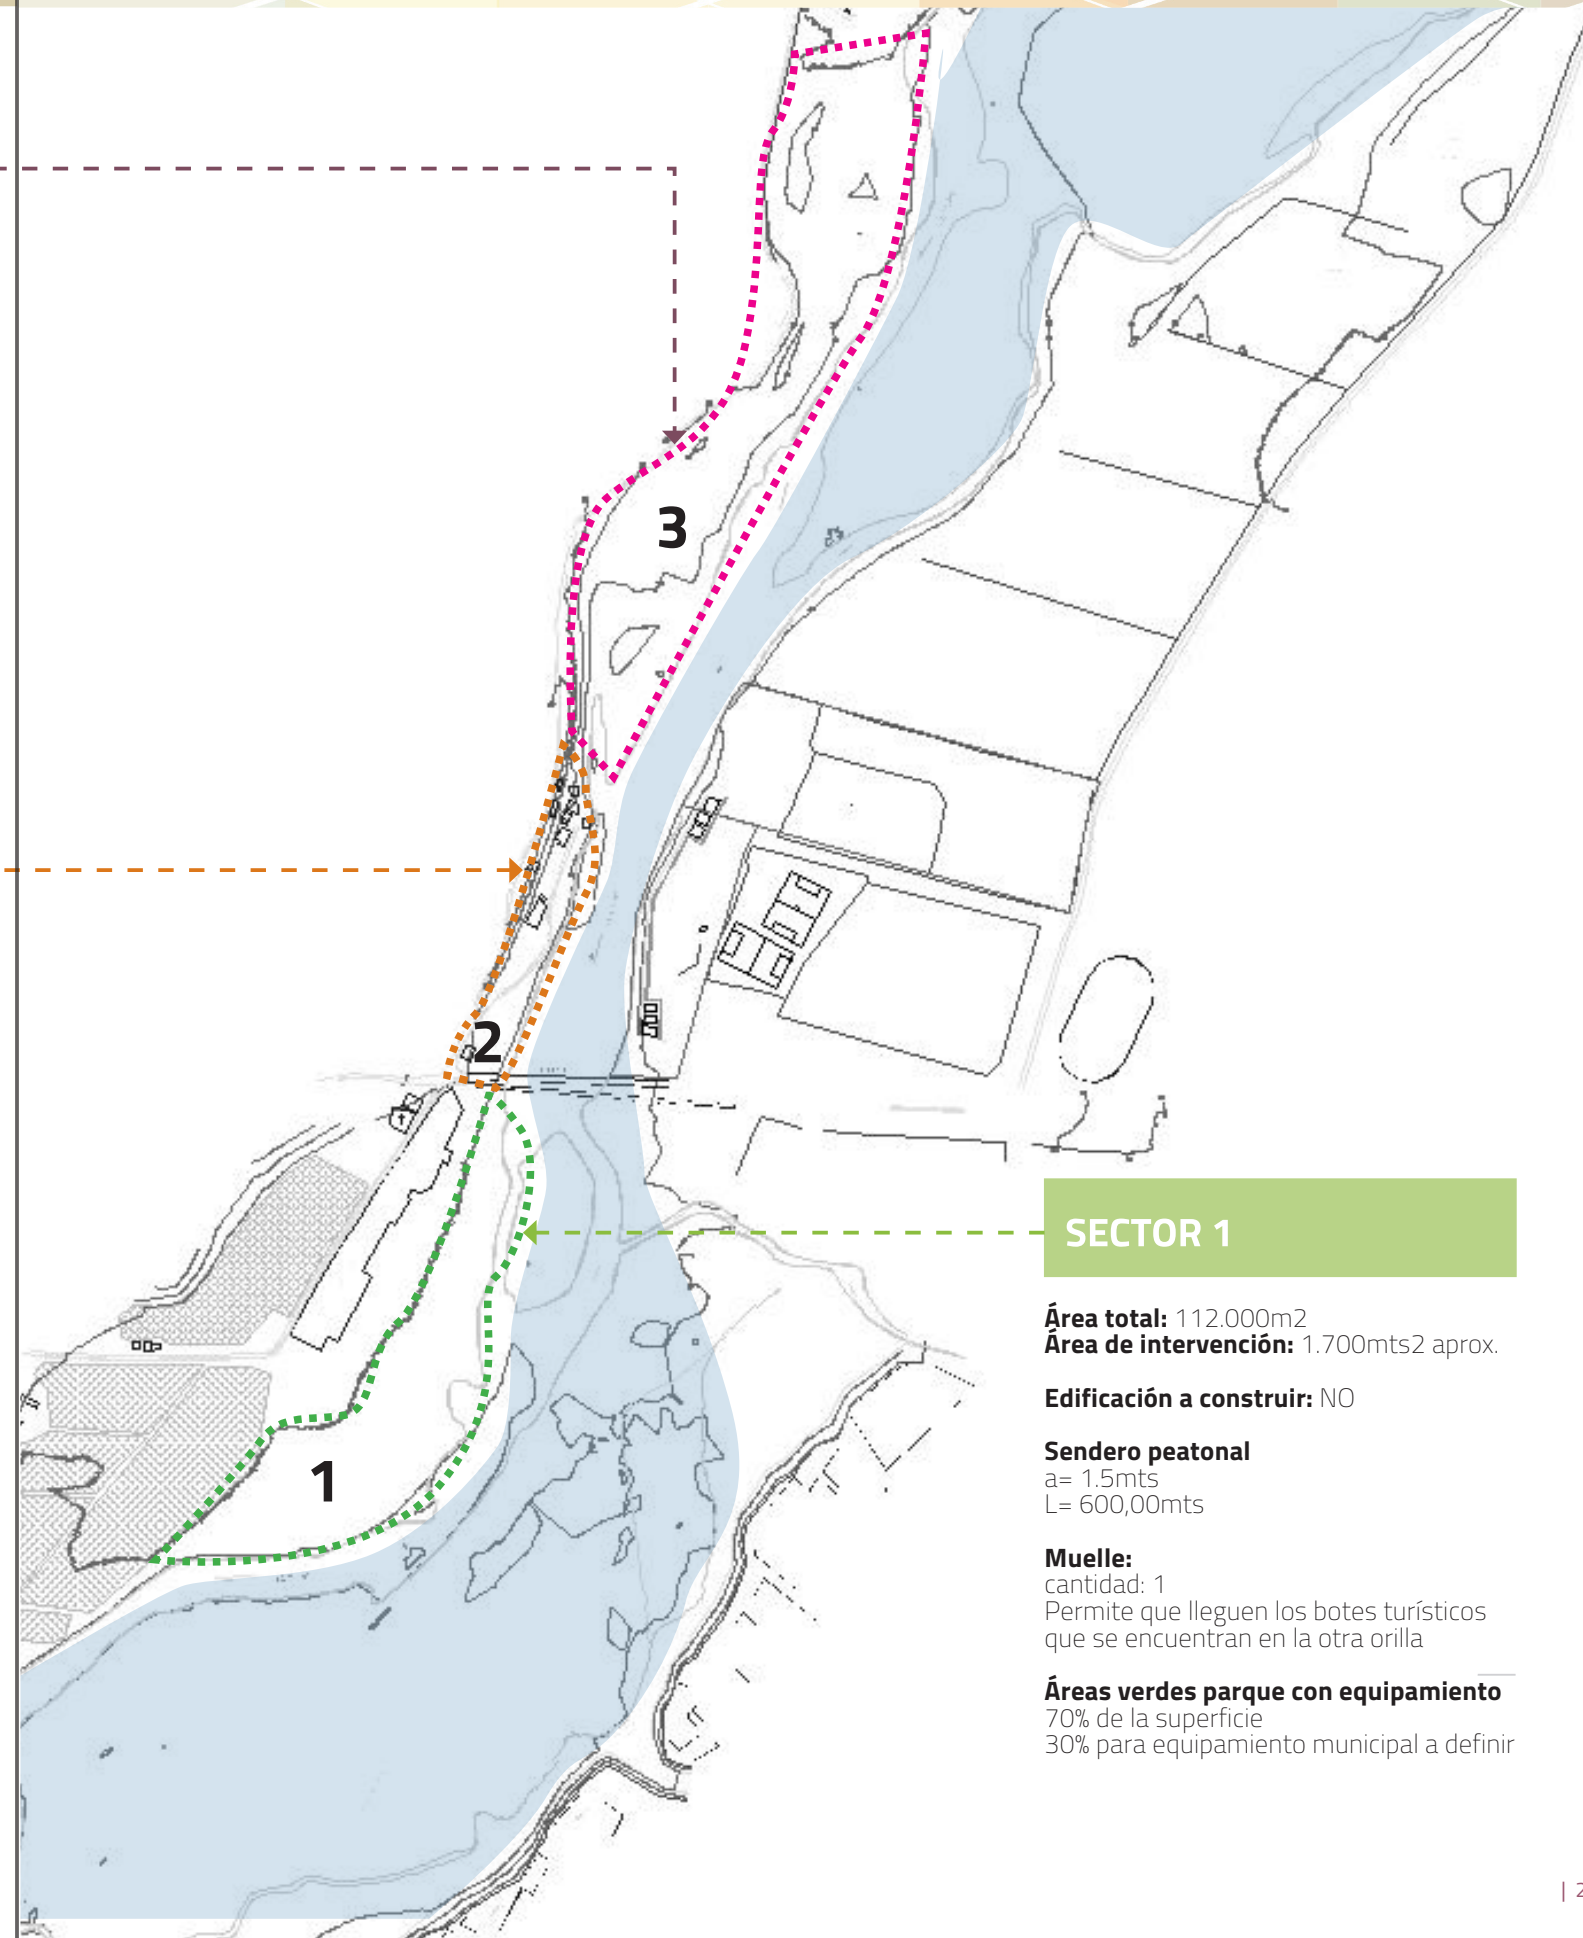 3
2
1
SECTOR 1
Área total: 112.000m2
Área de intervención: 1.700mts2 aprox.
Edificación a construir: NO
Sendero peatonal
a= 1.5mts
L= 600,00mts
Muelle:
cantidad: 1
Permite que lleguen los botes turísticos
que se encuentran en la otra orilla
Áreas verdes parque con equipamiento
70% de la superficie
30% para equipamiento municipal a definir
| 2